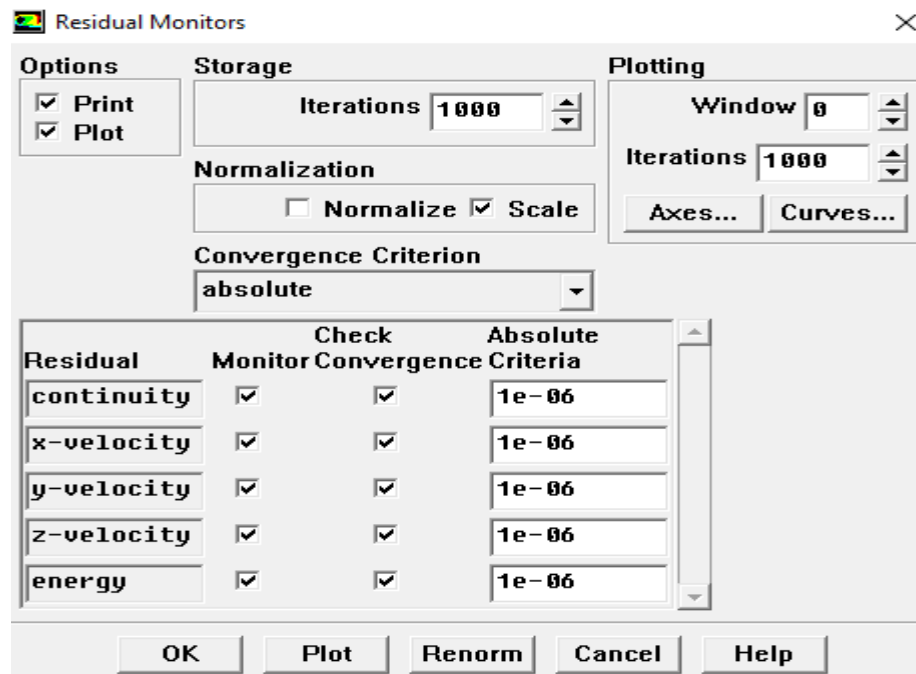 Residual Monitors
Options
Print
Plot
Storage
Iterations 1000
Normalization
Normalize Scale
Convergence Criterion
absolute
Plotting
Window 0
Iterations 1000
Axes... Curves...
Residual Monitor Check Convergence Absolute Criteria
continuity 1e-06
x-velocity 1e-06
y-velocity 1e-06
z-velocity 1e-06
energy 1e-06
OK Plot Renorm Cancel Help